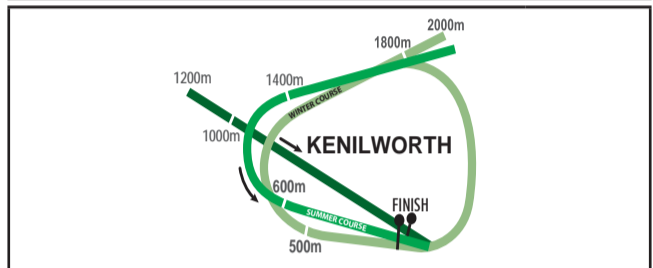 2000m
1800m
1200m
1400m
WINTER COURSE
1000m
KENILWORTH
600m
FINISH
SUMMER COURSE
500m